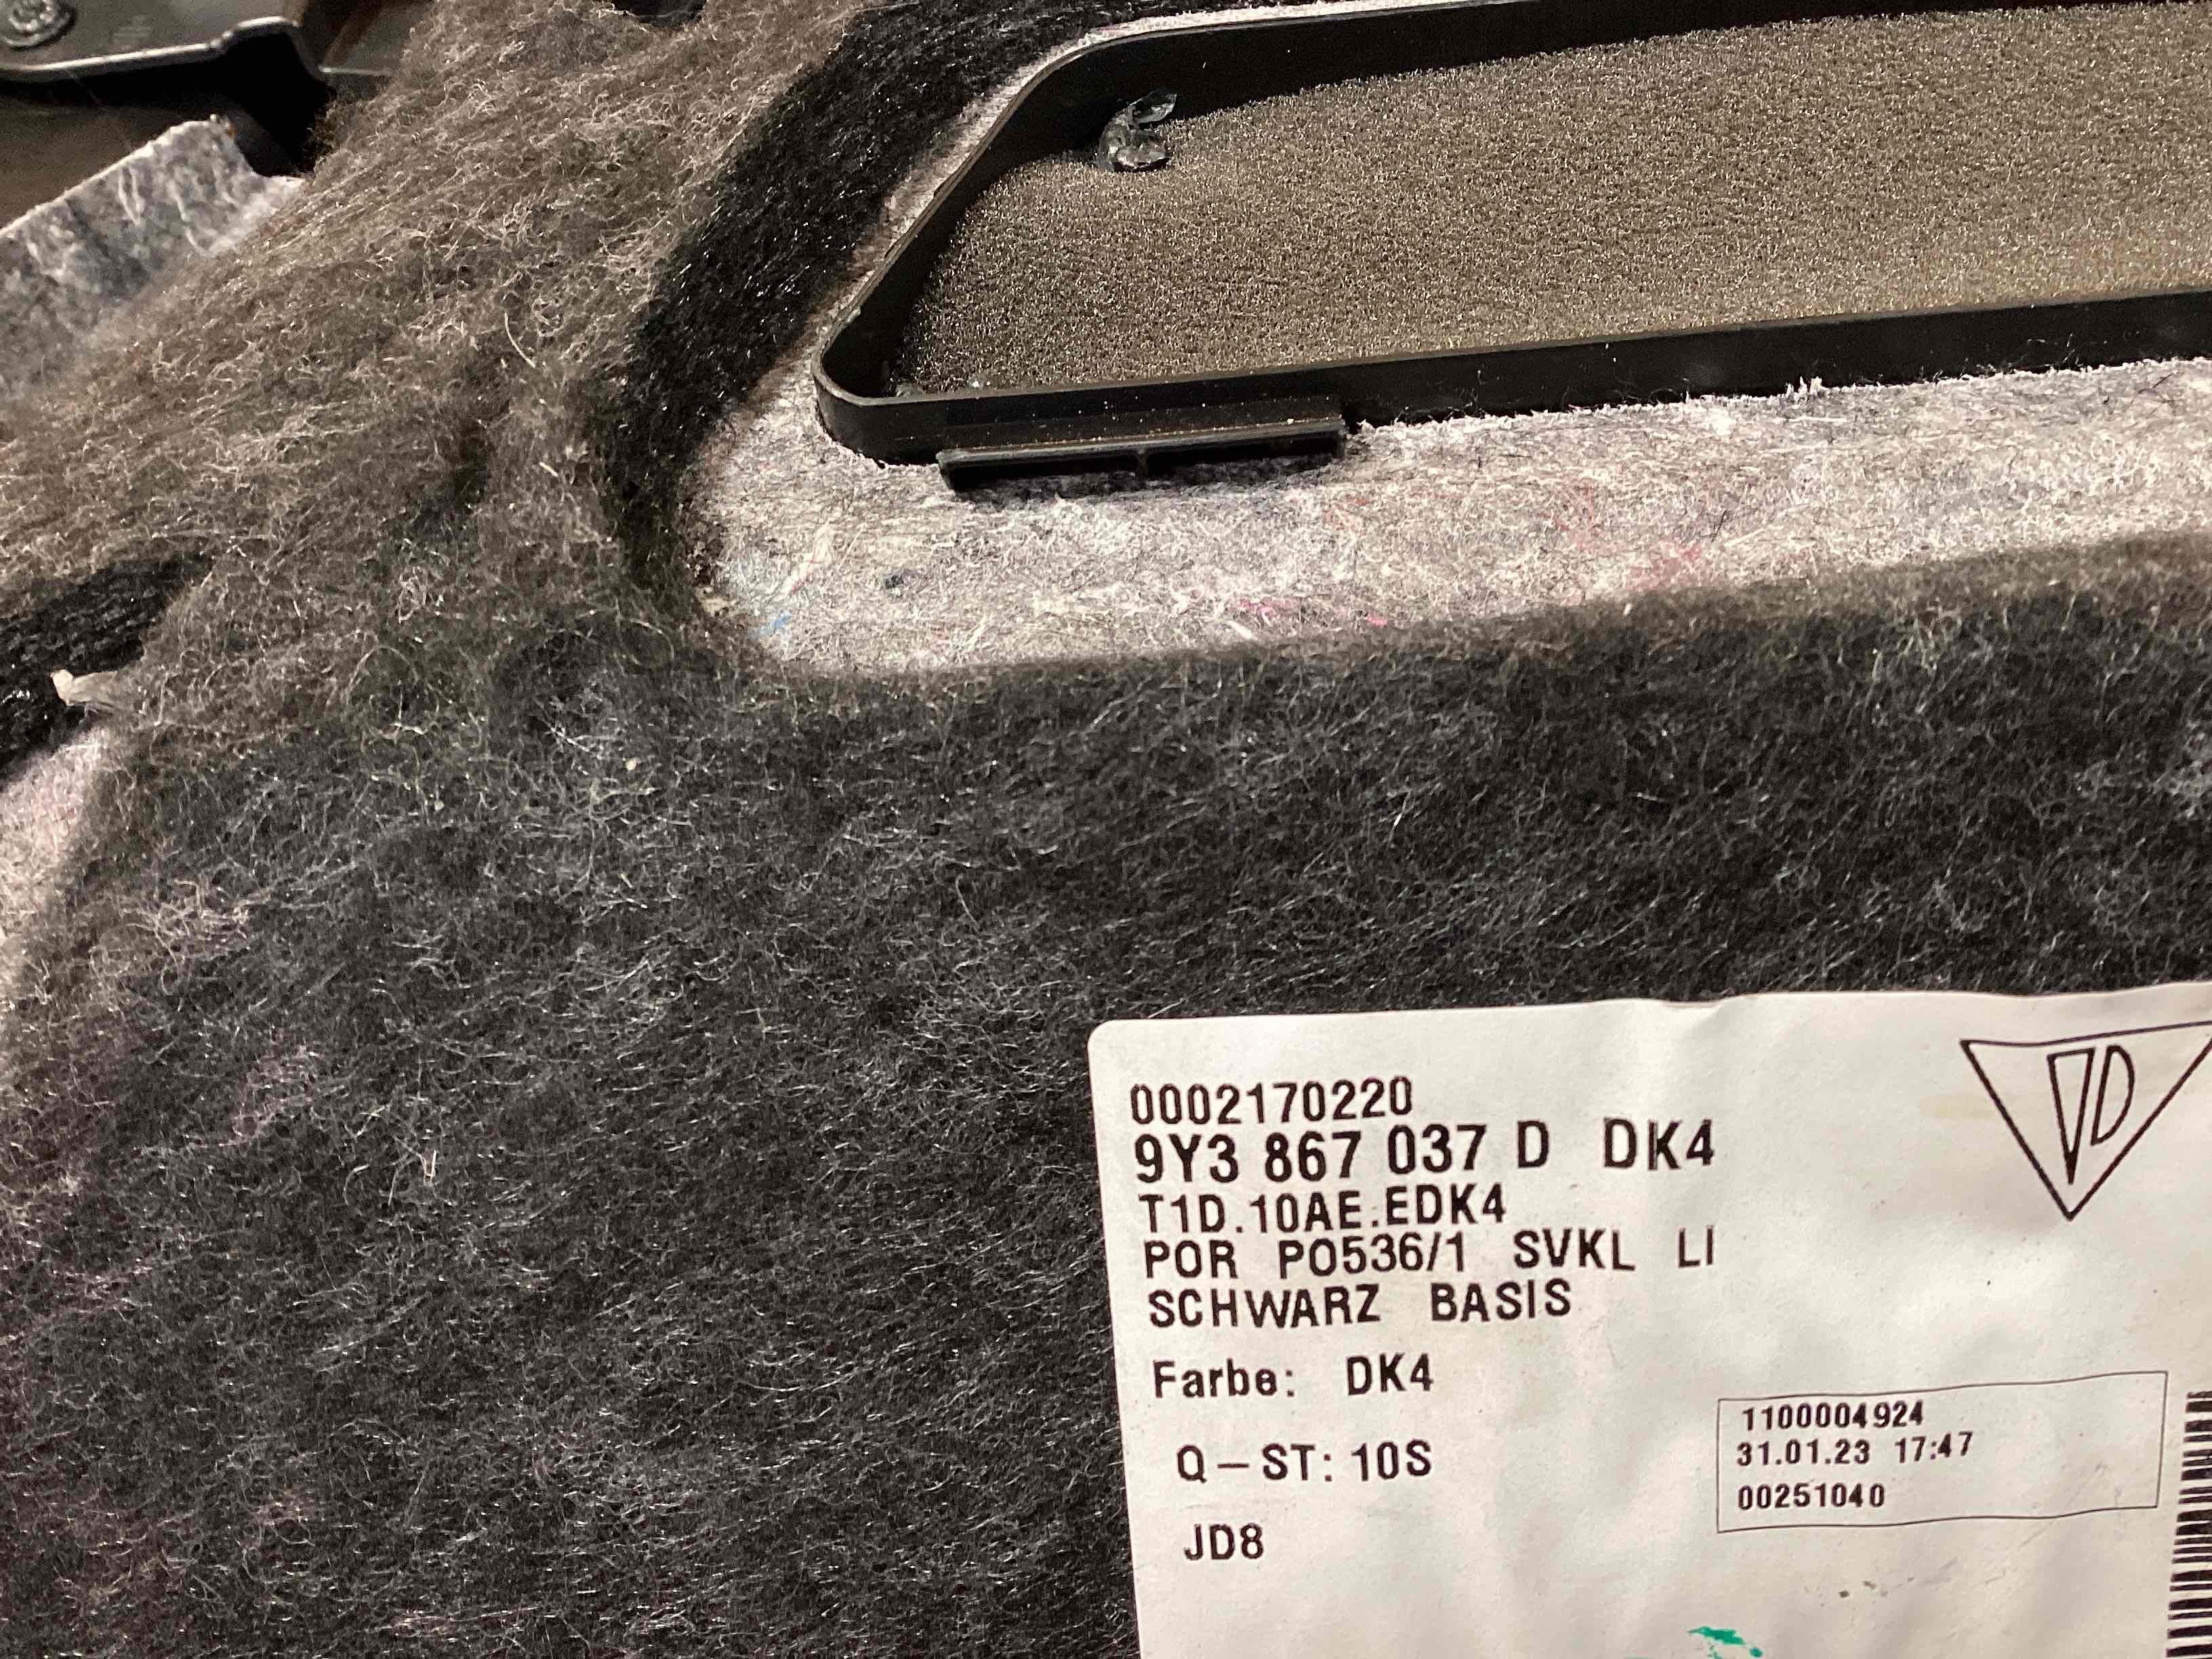 0002170220
9Y3 867 037 D DK4
T1D.10AE.EDK4
POR PO536/1 SVKL LI
SCHWARZ BASIS
Farbe: DK4
Q-ST: 10S
JD8
1100004924
31.01.23 17:47
00251040